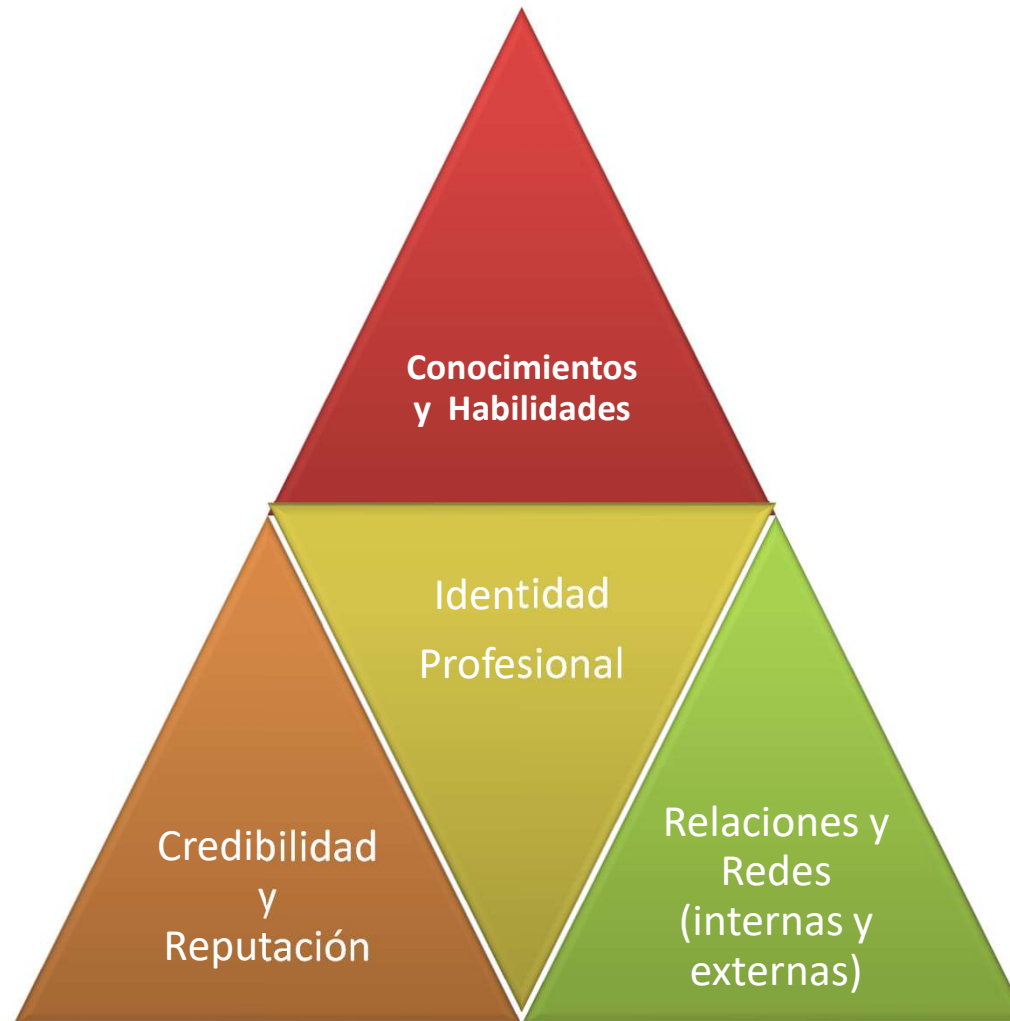 Conocimientos
y Habilidades
Identidad
Profesional
Credibilidad
y
Reputación
Relaciones y
Redes
(internas y
externas)